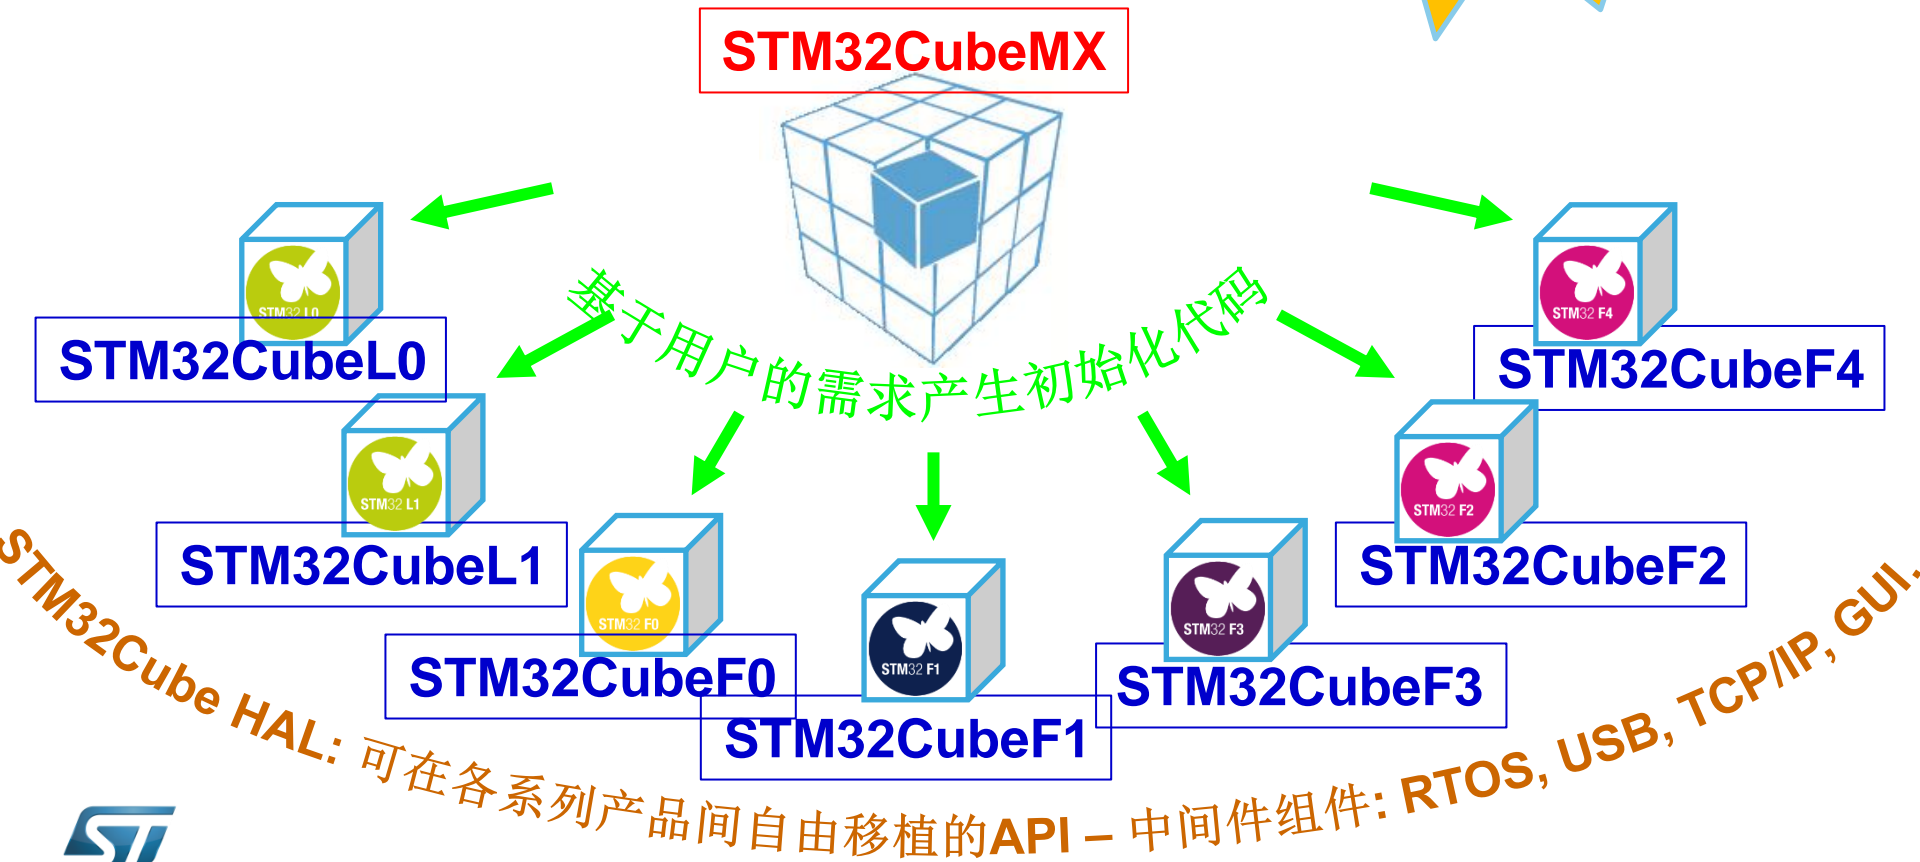 STM32CubeMX
基于用户的需求产生初始化代码
STM32 L0
STM32CubeL0
STM32 F4
STM32CubeF4
STM32 L1
STM32CubeL1
STM32 F2
STM32CubeF2
STM32 F0
STM32CubeF0
STM32 F1
STM32CubeF1
STM32 F3
STM32CubeF3
STM32Cube HAL: 可在各系列产品间自由移植的API – 中间件组件: RTOS, USB, TCP/IP, GUI.
ST